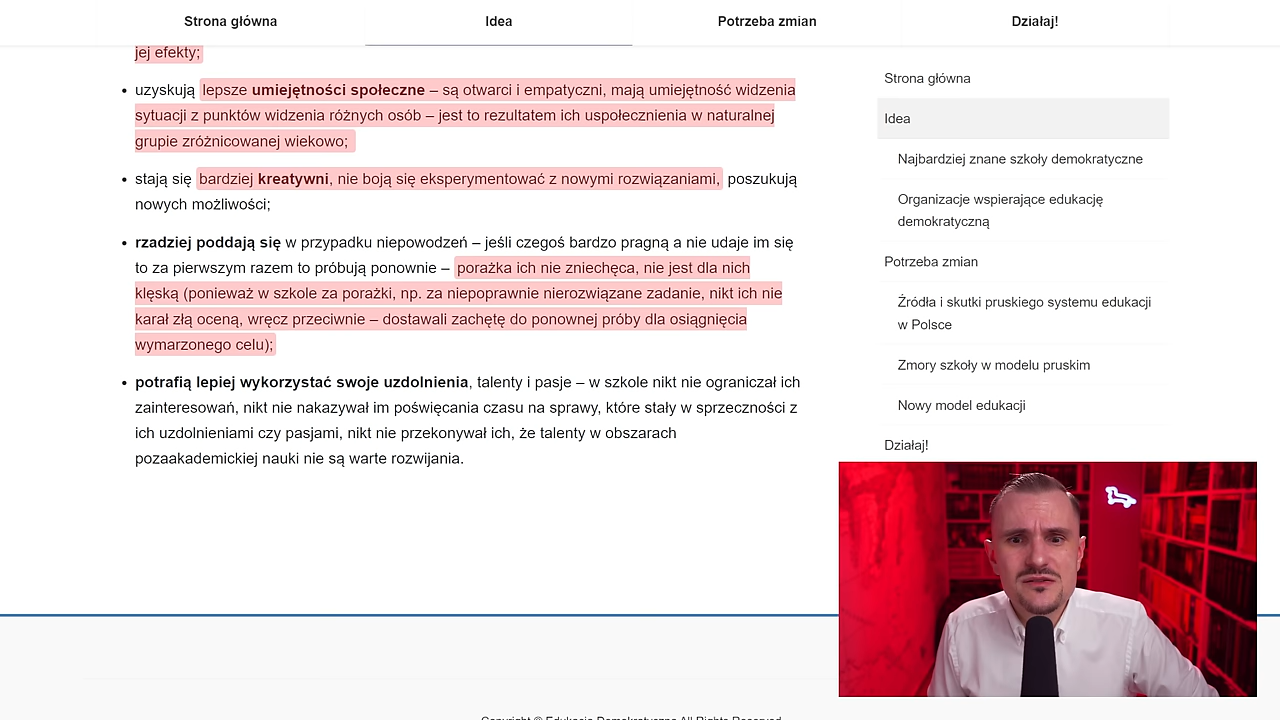 Strona główna
Idea
Potrzeba zmian
Działaj!
jej efekty;
• uzyskują lepsze umiejętności społeczne – są otwarci i empatyczni, mają umiejętność widzenia
sytuacji z punktów widzenia różnych osób – jest to rezultatem ich uspołecznienia w naturalnej
grupie zróżnicowanej wiekowo;
• stają się bardziej kreatywni, nie boją się eksperymentować z nowymi rozwiązaniami, poszukują
nowych możliwości;
• rzadziej poddają się w przypadku niepowodzeń – jeśli czegoś bardzo pragną a nie udaje im się
to za pierwszym razem to próbują ponownie – porażka ich nie zniechęca, nie jest dla nich
klęską (ponieważ w szkole za porażki, np. za niepoprawnie nierozwiązane zadanie, nikt ich nie
karał złą oceną, wręcz przeciwnie – dostawali zachętę do ponownej próby dla osiągnięcia
wymarzonego celu);
• potrafią lepiej wykorzystać swoje uzdolnienia, talenty i pasje – w szkole nikt nie ograniczał ich
zainteresowań, nikt nie nakazywał im poświęcania czasu na sprawy, które stały w sprzeczności z
ich uzdolnieniami czy pasjami, nikt nie przekonywał ich, że talenty w obszarach
pozaakademickiej nauki nie są warte rozwijania.
Strona główna
Idea
Najbardziej znane szkoły demokratyczne
Organizacje wspierające edukację
demokratyczną
Potrzeba zmian
Źródła i skutki pruskiego systemu edukacji
w Polsce
Zmory szkoły w modelu pruskim
Nowy model edukacji
Działaj!
Copyright © Edukacja Demokratyczna All Rights Reserved